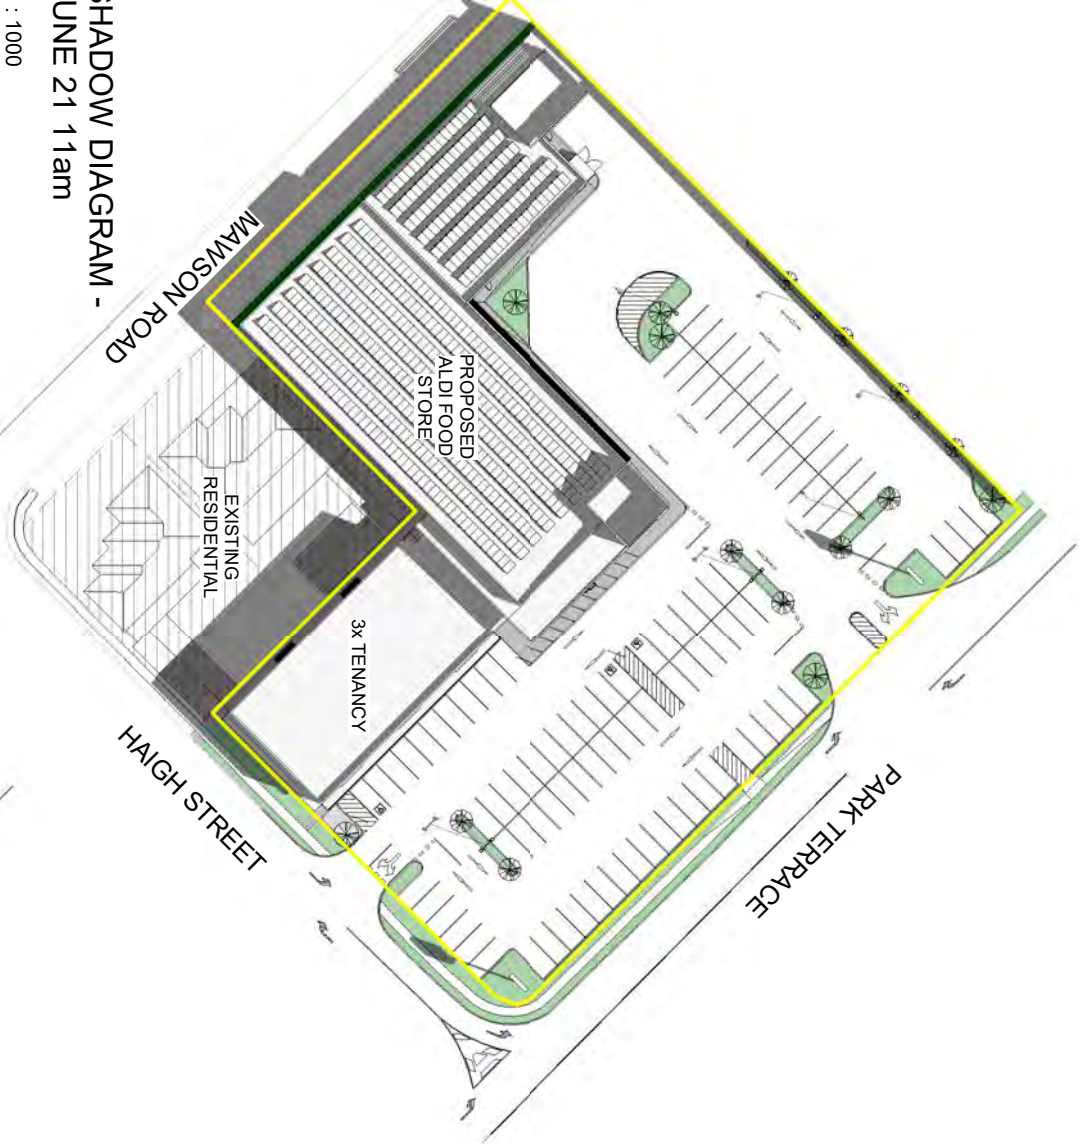 SHADOW DIAGRAM -
UNE 21 11am
: 1000
MAWSON ROAD
PROPOSED
ALDI FOOD
STORE
EXISTING
RESIDENTIAL
3x TENANCY
HAIGH STREET
PARK TERRACE